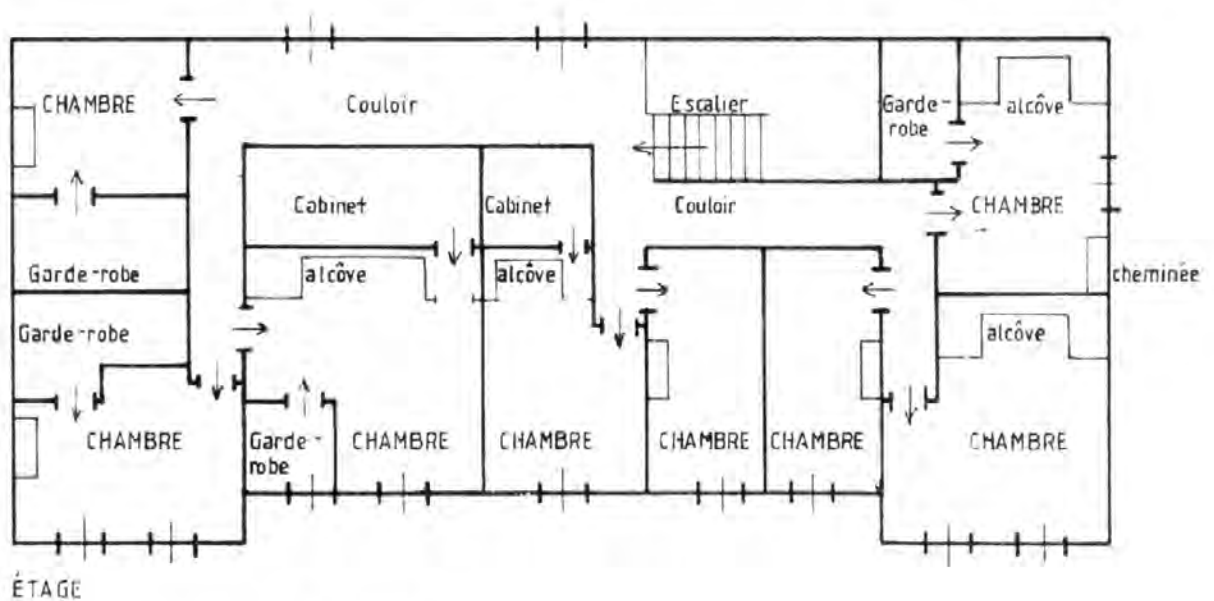 CHAMBRE
Couloir
Escalier
Garde-
robe
alcôve
Cabinet
Cabinet
Couloir
CHAMBRE
Garde-robe
alcôve
alcôve
cheminée
Garde-robe
alcôve
CHAMBRE
Garde-
robe
CHAMBRE
CHAMBRE
CHAMBRE
CHAMBRE
CHAMBRE
ÉTAGE